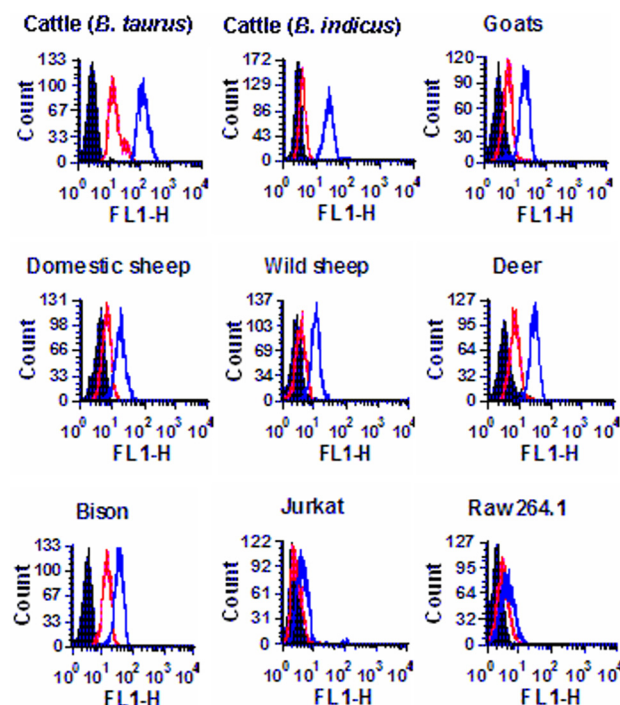 Cattle (B. taurus) Cattle (B. indicus) Goats
133 172 120
100 129 90
67 86 60
33 43 30
0 0 0
Count Count Count
10^0 10^1 10^2 10^3 10^4 10^0 10^1 10^2 10^3 10^4 10^0 10^1 10^2 10^3 10^4
FL1-H FL1-H FL1-H
Domestic sheep Wild sheep Deer
131 137 127
98 103 95
66 69 64
33 34 32
0 0 0
Count Count Count
10^0 10^1 10^2 10^3 10^4 10^0 10^1 10^2 10^3 10^4 10^0 10^1 10^2 10^3 10^4
FL1-H FL1-H FL1-H
Bison Jurkat Raw264.1
133 122 127
100 92 95
67 61 64
33 31 32
0 0 0
Count Count Count
10^0 10^1 10^2 10^3 10^4 10^0 10^1 10^2 10^3 10^4 10^0 10^1 10^2 10^3 10^4
FL1-H FL1-H FL1-H